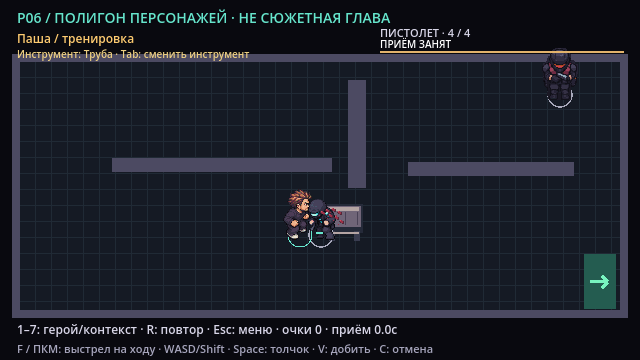 P06 / ПОЛИГОН ПЕРСОНАЖЕЙ · НЕ СЮЖЕТНАЯ ГЛАВА
Паша / тренировка
ПИСТОЛЕТ · 4 / 4
ПРИЁМ ЗАНЯТ
Инструмент: Труба · Tab: сменить инструмент
1–7: герой/контекст · R: повтор · Esc: меню · очки 0 · приём 0.0с
F / ПКМ: выстрел на ходу · WASD/Shift · Space: толчок · V: добить · C: отмена